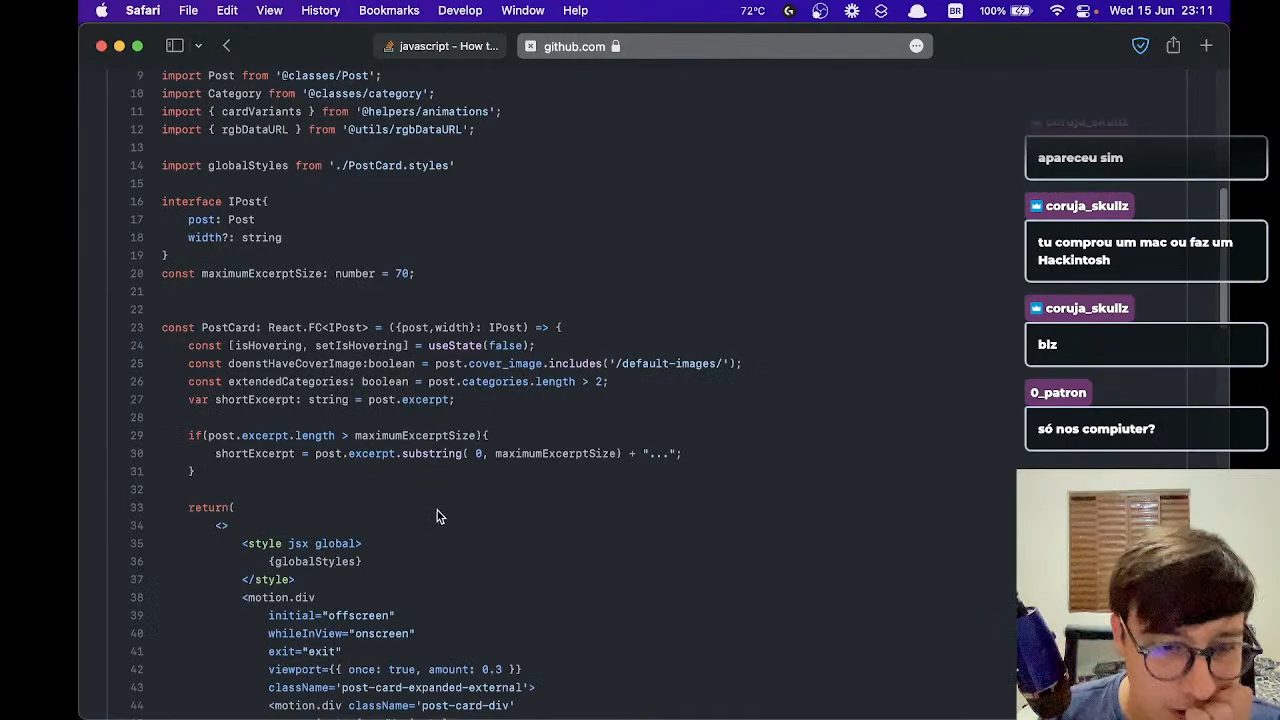 Safari File Edit View History Bookmarks Develop Window Help 72°C BR 100% Wed 15 Jun 23:11
javascript - How t...
github.com
9 import Post from '@classes/Post';
10 import Category from '@classes/category';
11 import { cardVariants } from '@helpers/animations';
12 import { rgbDataURL } from '@utils/rgbDataURL';
13
14 import globalStyles from './PostCard.styles'
15
16 interface IPost{
17 post: Post
18 width?: string
19 }
20 const maximumExcerptSize: number = 70;
21
22
23 const PostCard: React.FC<IPost> = ({post,width}: IPost) => {
24 const [isHovering, setIsHovering] = useState(false);
25 const doenstHaveCoverImage:boolean = post.cover_image.includes('/default-images/');
26 const extendedCategories: boolean = post.categories.length > 2;
27 var shortExcerpt: string = post.excerpt;
28
29 if(post.excerpt.length > maximumExcerptSize){
30 shortExcerpt = post.excerpt.substring( 0, maximumExcerptSize) + "...";
31 }
32
33 return(
34 <>
35 <style jsx global>
36 {globalStyles}
37 </style>
38 <motion.div
39 initial="offscreen"
40 whileInView="onscreen"
41 exit="exit"
42 viewport={{ once: true, amount: 0.3 }}
43 className='post-card-expanded-external'>
44 <motion.div className='post-card-div'
coruja_skullz
apareceu sim
coruja_skullz
tu comprou um mac ou faz um
Hackintosh
coruja_skullz
blz
0_patron
só nos compiuter?